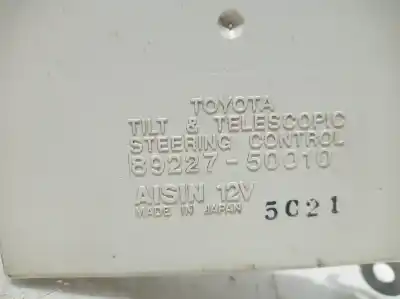 TOYOTA
TILT & TELESCOPIC
STEERING CONTROL
89227-50010
AISIN 12V
MADE IN JAPAN 5C21